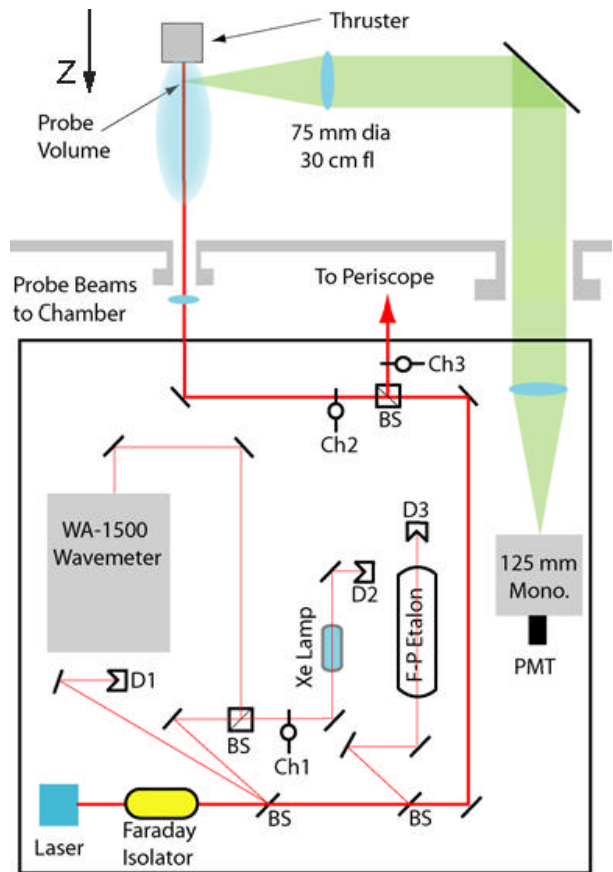 Z
Thruster
Probe
Volume
75 mm dia
30 cm fl
Probe Beams
to Chamber
To Periscope
Ch3
BS
Ch2
WA-1500
Wavemeter
D3
D2
Xe Lamp
F-P Etalon
125 mm
Mono.
PMT
D1
BS
Ch1
BS
BS
Laser
Faraday
Isolator